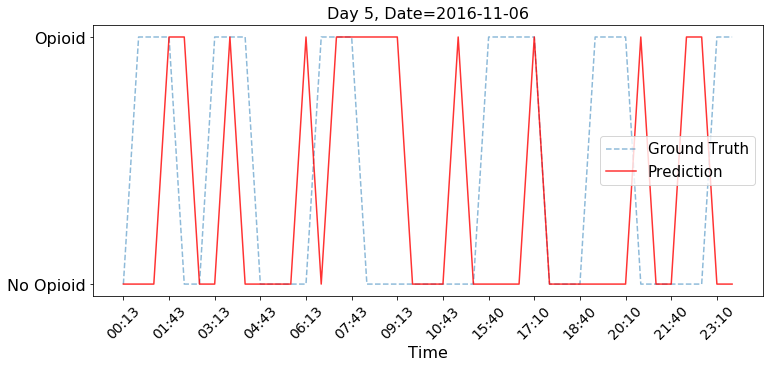 Day 5, Date=2016-11-06
Opioid
No Opioid
Ground Truth
Prediction
00:13
01:43
03:13
04:43
06:13
07:43
09:13
10:43
15:40
17:10
18:40
20:10
21:40
23:10
Time